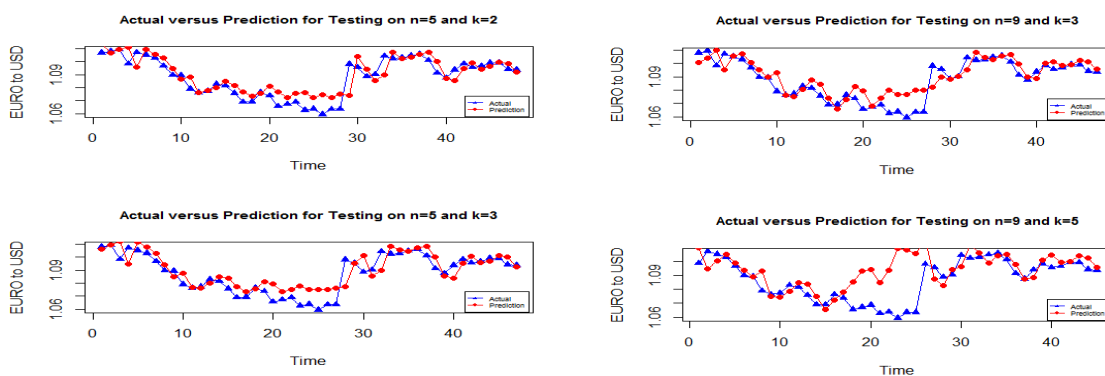 Actual versus Prediction for Testing on n=5 and k=2
EURO to USD
1.09
1.06
Actual
Prediction
0 10 20 30 40
Time
Actual versus Prediction for Testing on n=9 and k=3
EURO to USD
1.09
1.06
Actual
Prediction
0 10 20 30 40
Time
Actual versus Prediction for Testing on n=5 and k=3
EURO to USD
1.09
1.06
Actual
Prediction
0 10 20 30 40
Time
Actual versus Prediction for Testing on n=9 and k=5
EURO to USD
1.09
1.06
Actual
Prediction
0 10 20 30 40
Time